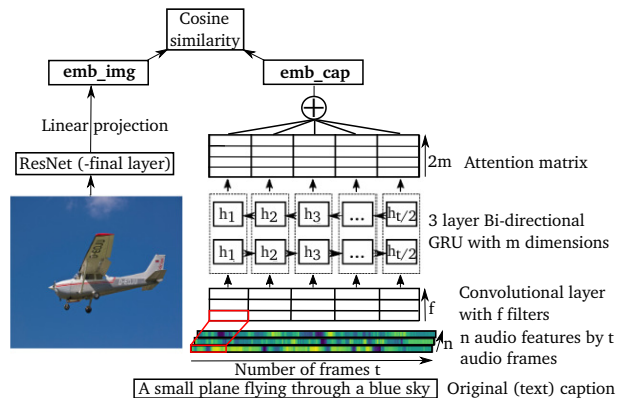 Cosine
similarity
emb_img
emb_cap
Linear projection
ResNet (-final layer)
2m
Attention matrix
h1 h2 h3 ... ht/2
h1 h2 h3 ... ht/2
3 layer Bi-directional
GRU with m dimensions
f
Convolutional layer
with f filters
n
n audio features by t
audio frames
Number of frames t
A small plane flying through a blue sky
Original (text) caption